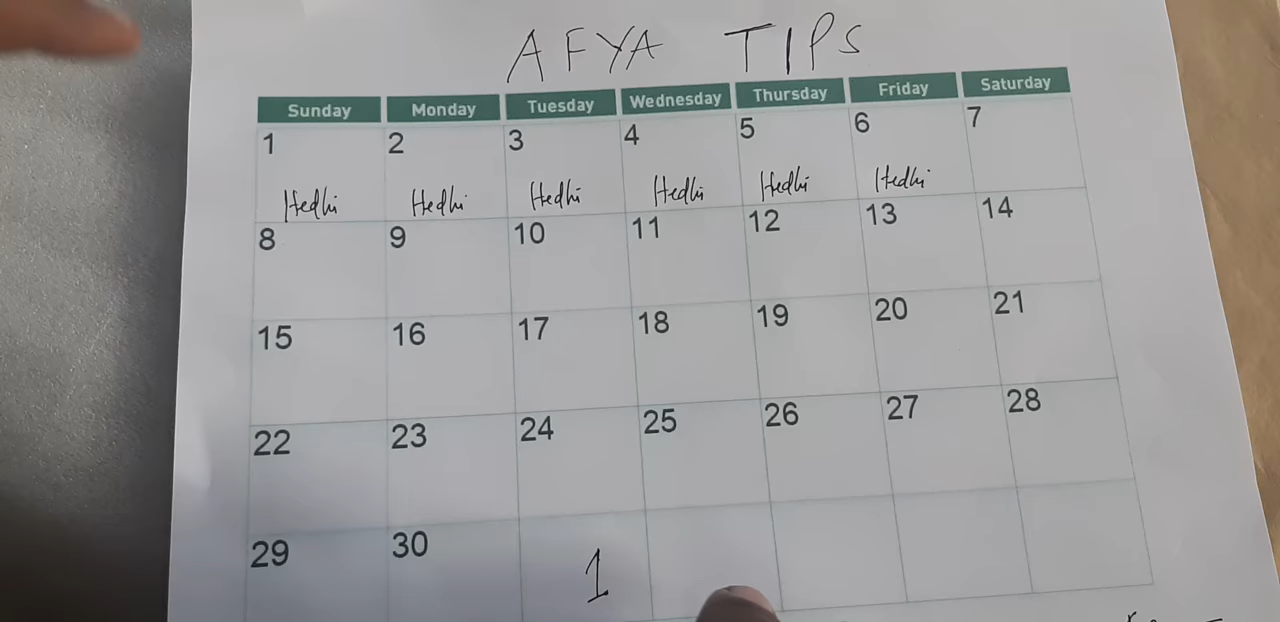 AFYA TIPS
Sunday Monday Tuesday Wednesday Thursday Friday Saturday
1 2 3 4 5 6 7
Hedhi Hedhi Hedhi Hedhi Hedhi Hedhi
8 9 10 11 12 13 14
15 16 17 18 19 20 21
22 23 24 25 26 27 28
29 30 1